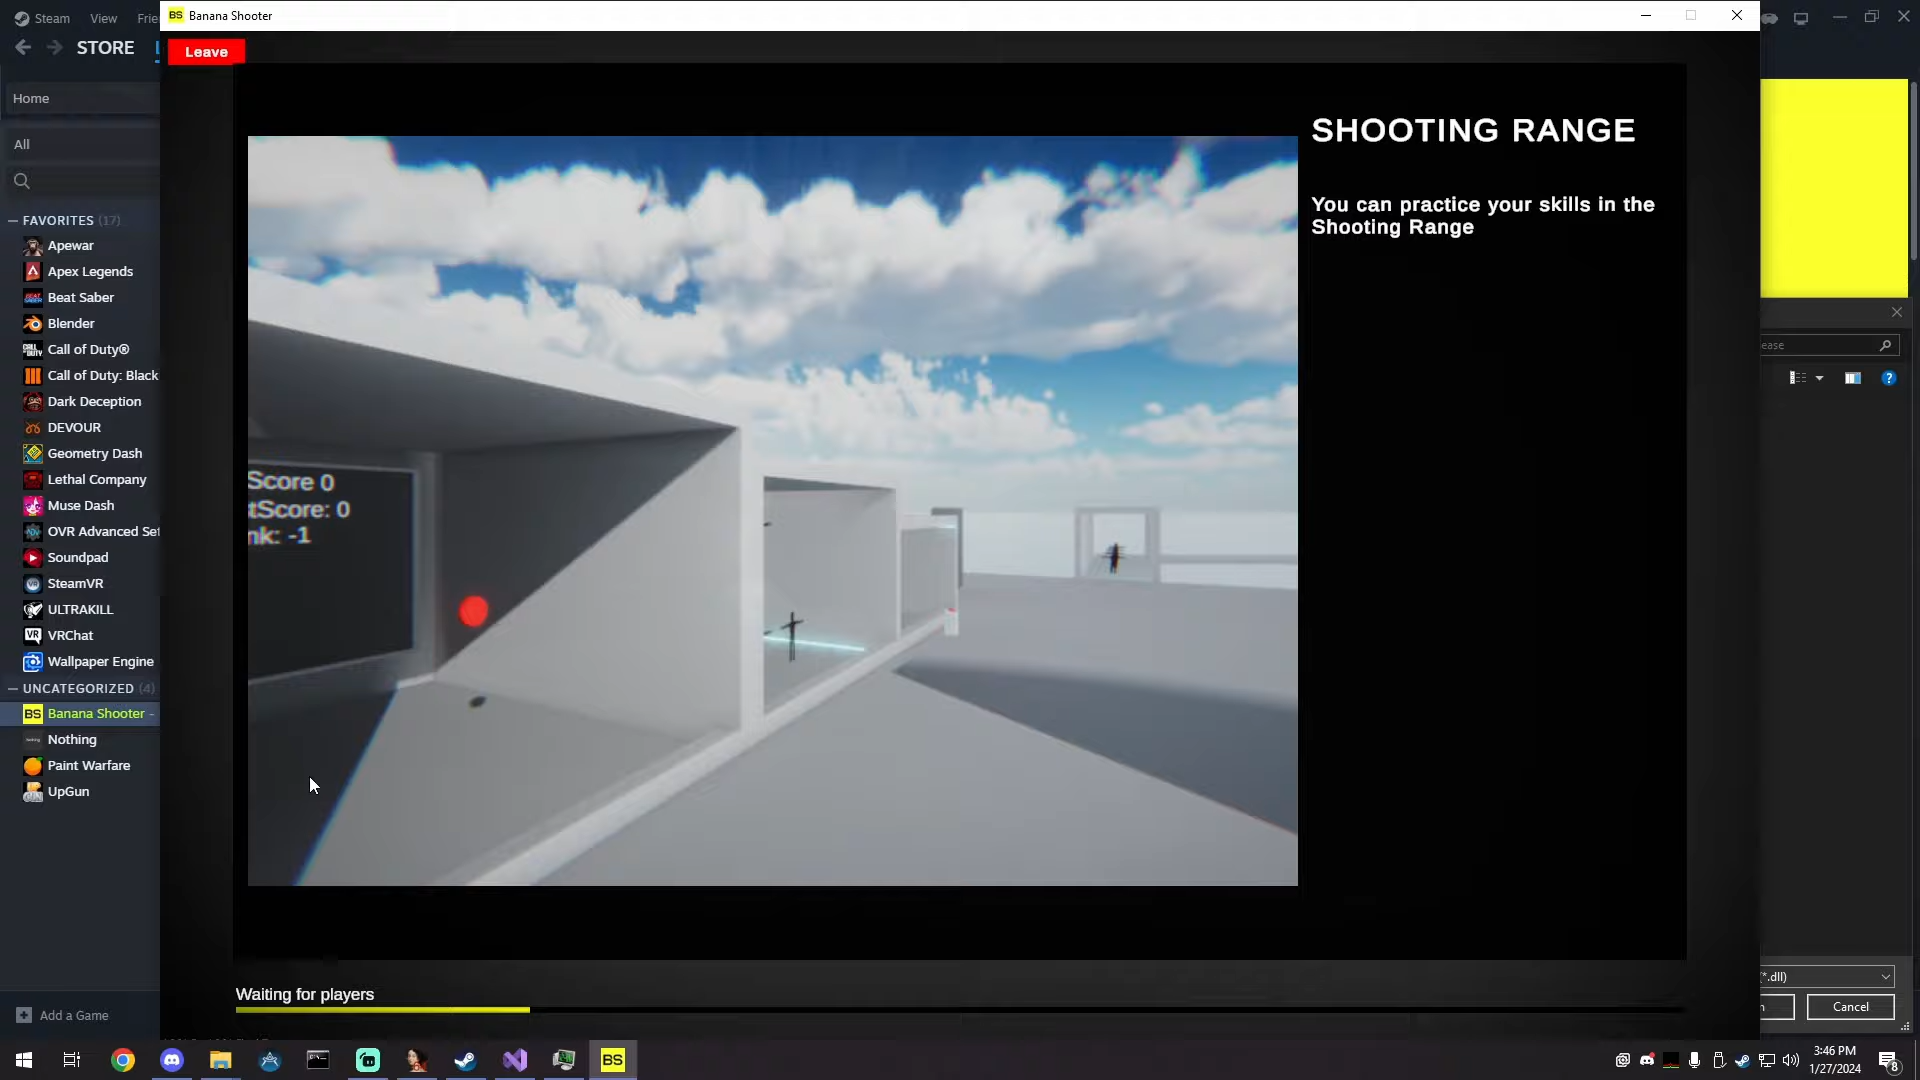 Steam
View
Frie
STORE
Home
All
FAVORITES (17)
Apewar
Apex Legends
Beat Saber
Blender
Call of Duty®
Call of Duty: Black
Dark Deception
DEVOUR
Geometry Dash
Lethal Company
Muse Dash
OVR Advanced Set
Soundpad
SteamVR
ULTRAKILL
VRChat
Wallpaper Engine
UNCATEGORIZED (4)
BS Banana Shooter -
Nothing
Paint Warfare
UpGun
Add a Game
BS Banana Shooter
Leave
Score 0
tScore: 0
nk: -1
SHOOTING RANGE
You can practice your skills in the
Shooting Range
Waiting for players
ease
*.dll)
Cancel
BS
3:46 PM
1/27/2024
8